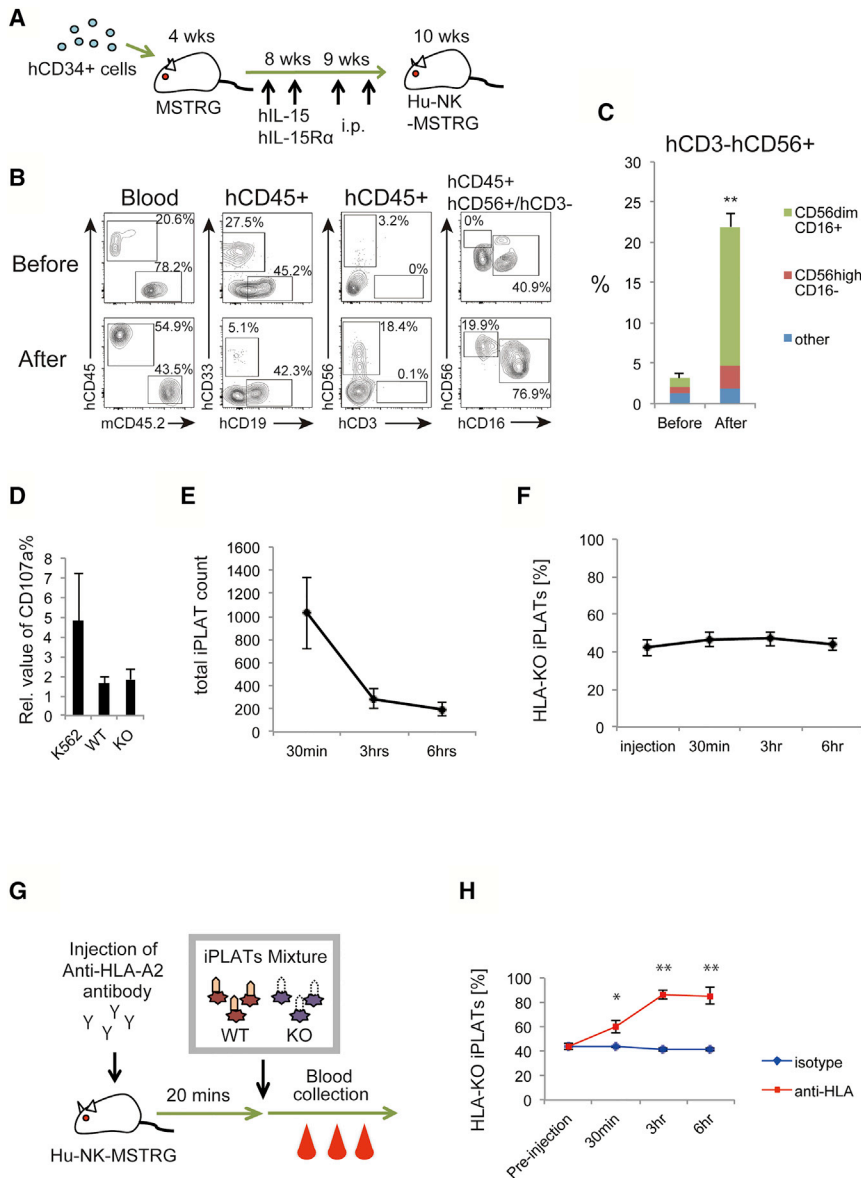 A
hCD34+ cells
4 wks
MSTRG
8 wks
9 wks
hIL-15
hIL-15Rα
i.p.
10 wks
Hu-NK
-MSTRG
B
Blood
hCD45+
hCD45+
hCD45+
hCD56+/hCD3-
Before
20.6%
78.2%
27.5%
45.2%
3.2%
0%
0%
40.9%
After
54.9%
43.5%
5.1%
42.3%
18.4%
0.1%
19.9%
76.9%
hCD45
hCD33
hCD56
hCD56
mCD45.2
hCD19
hCD3
hCD16
C
hCD3-hCD56+
%
30
25
20
15
10
5
0
**
Before
After
CD56dim
CD16+
CD56high
CD16-
other
D
Rel. value of CD107a%
8
7
6
5
4
3
2
1
0
K562
WT
KO
E
total iPLAT count
1600
1400
1200
1000
800
600
400
200
0
30min
3hrs
6hrs
F
HLA-KO iPLATs [%]
100
80
60
40
20
0
injection
30min
3hr
6hr
G
Injection of
Anti-HLA-A2
antibody
Y Y Y Y
iPLATs Mixture
WT
KO
20 mins
Blood
collection
Hu-NK-MSTRG
H
HLA-KO iPLATs [%]
100
80
60
40
20
0
*
**
**
Pre-injection
30min
3hr
6hr
isotype
anti-HLA